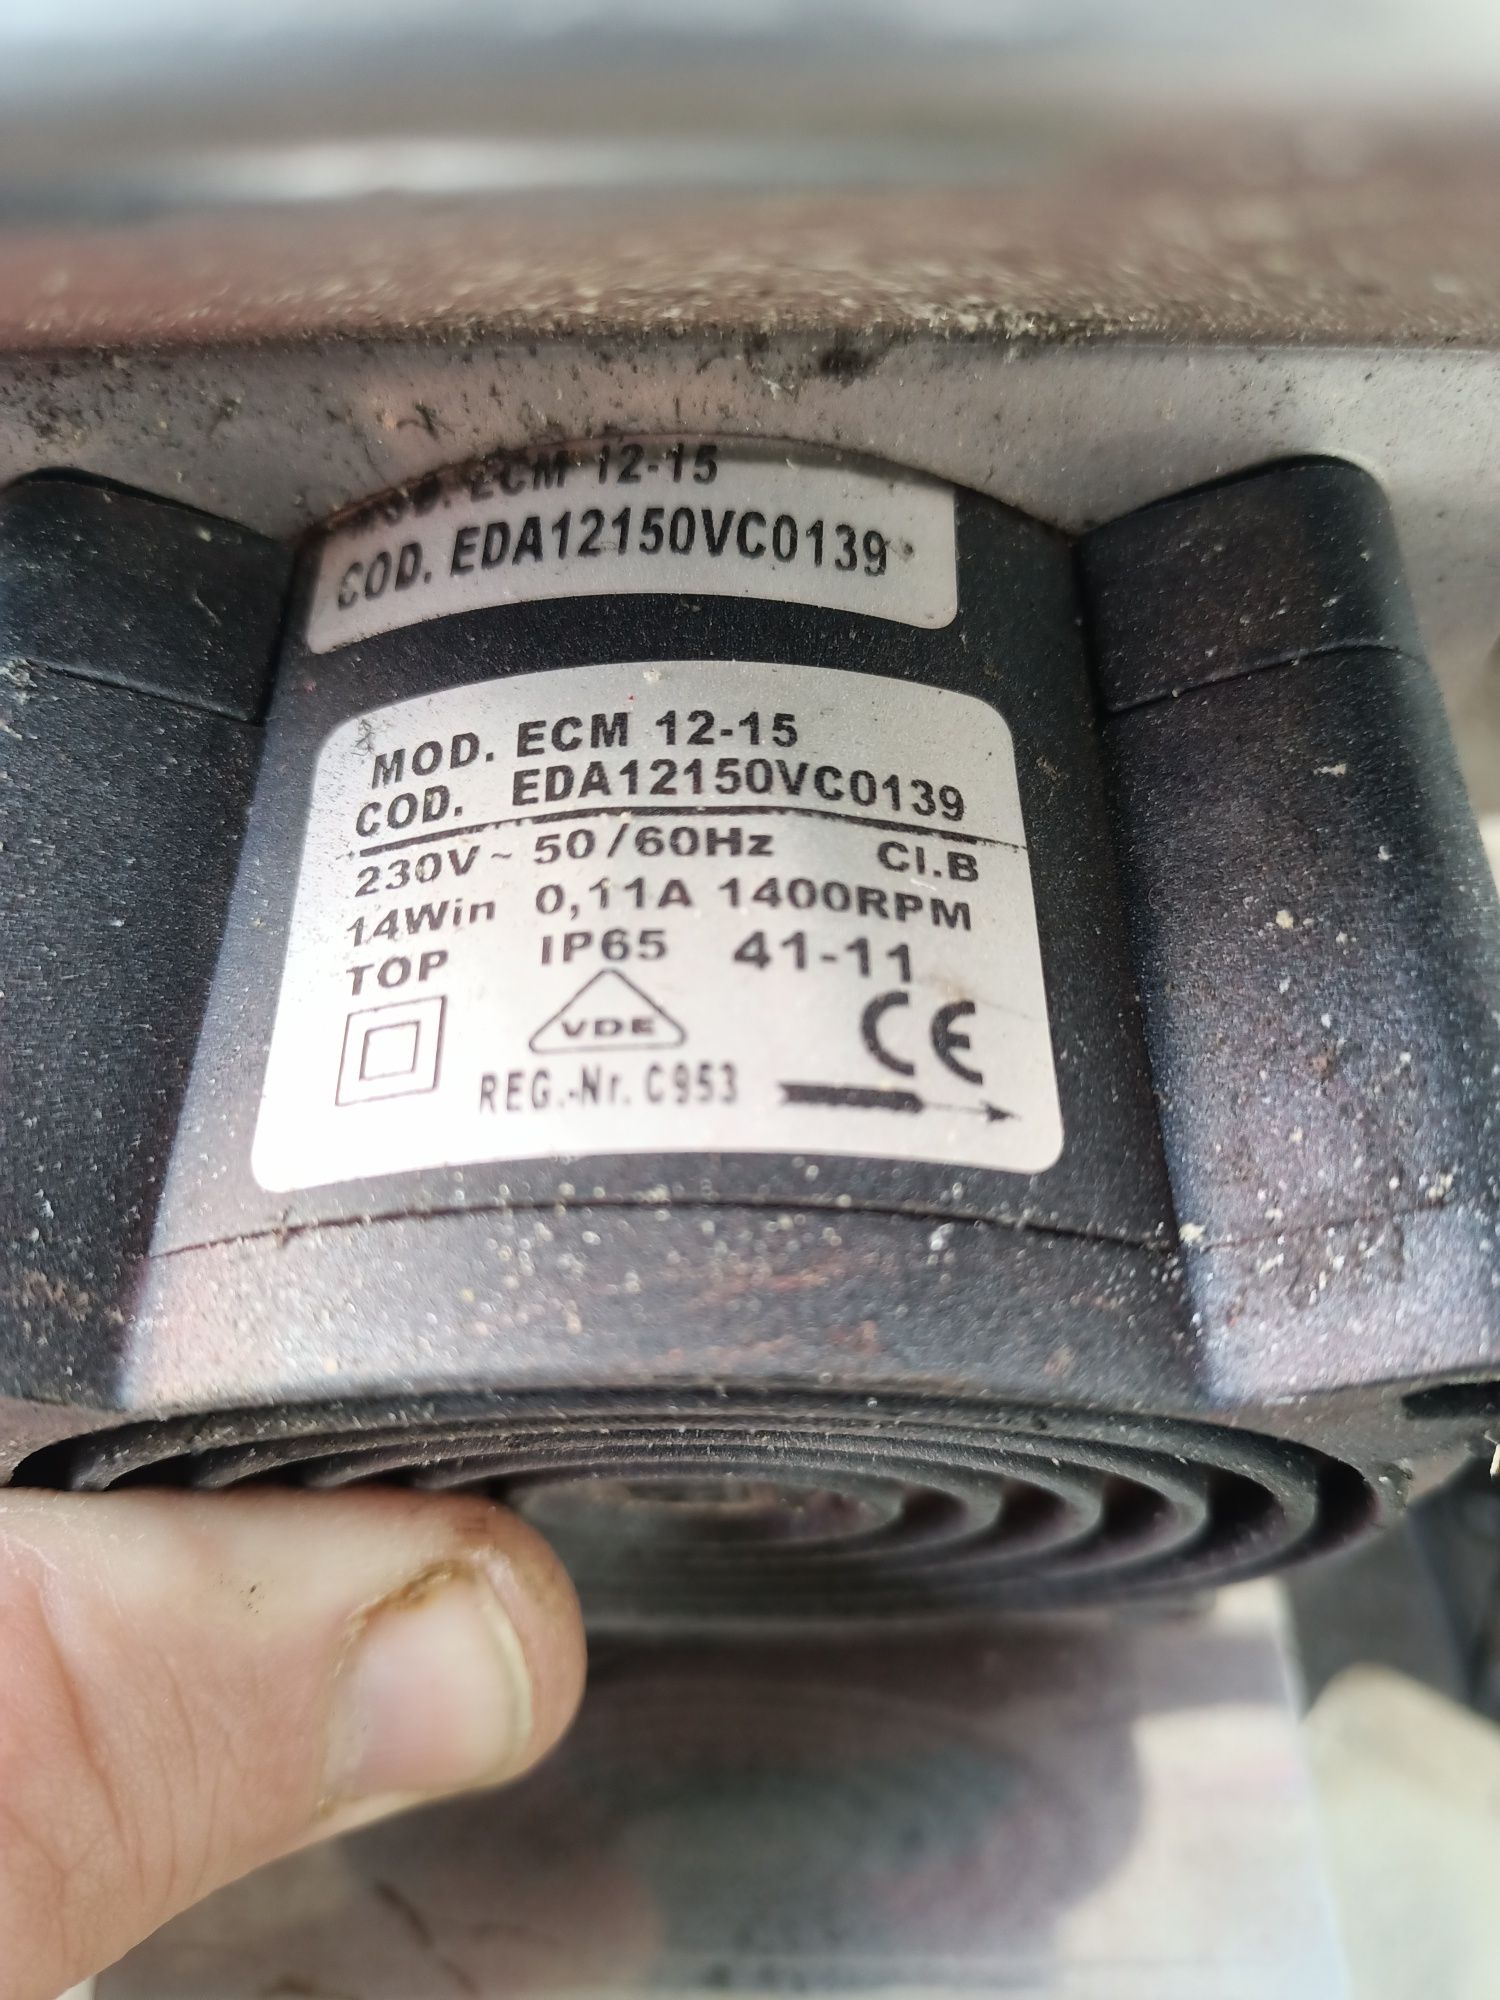 MOD. ECM 12-15
COD. EDA12150VC0139
MOD. ECM 12-15
COD. EDA12150VC0139
230V~ 50/60Hz Cl.B
14Win 0,11A 1400RPM
TOP IP65 41-11
VDE CE
REG.-Nr. C953